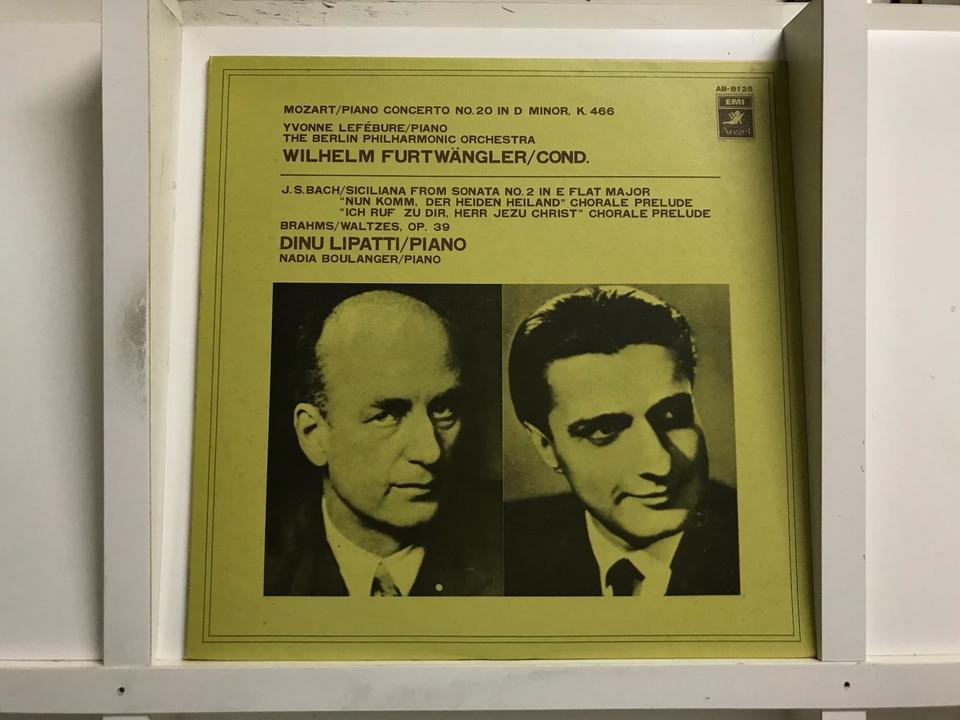 AB-8125
EMI
Angel
MOZART/PIANO CONCERTO NO.20 IN D MINOR, K.466
YVONNE LEFÉBURE/PIANO
THE BERLIN PHILHARMONIC ORCHESTRA
WILHELM FURTWÄNGLER/COND.
J.S.BACH/SICILIANA FROM SONATA NO.2 IN E FLAT MAJOR
"NUN KOMM, DER HEIDEN HEILAND" CHORALE PRELUDE
"ICH RUF ZU DIR, HERR JEZU CHRIST" CHORALE PRELUDE
BRAHMS/WALTZES, OP. 39
DINU LIPATTI/PIANO
NADIA BOULANGER/PIANO